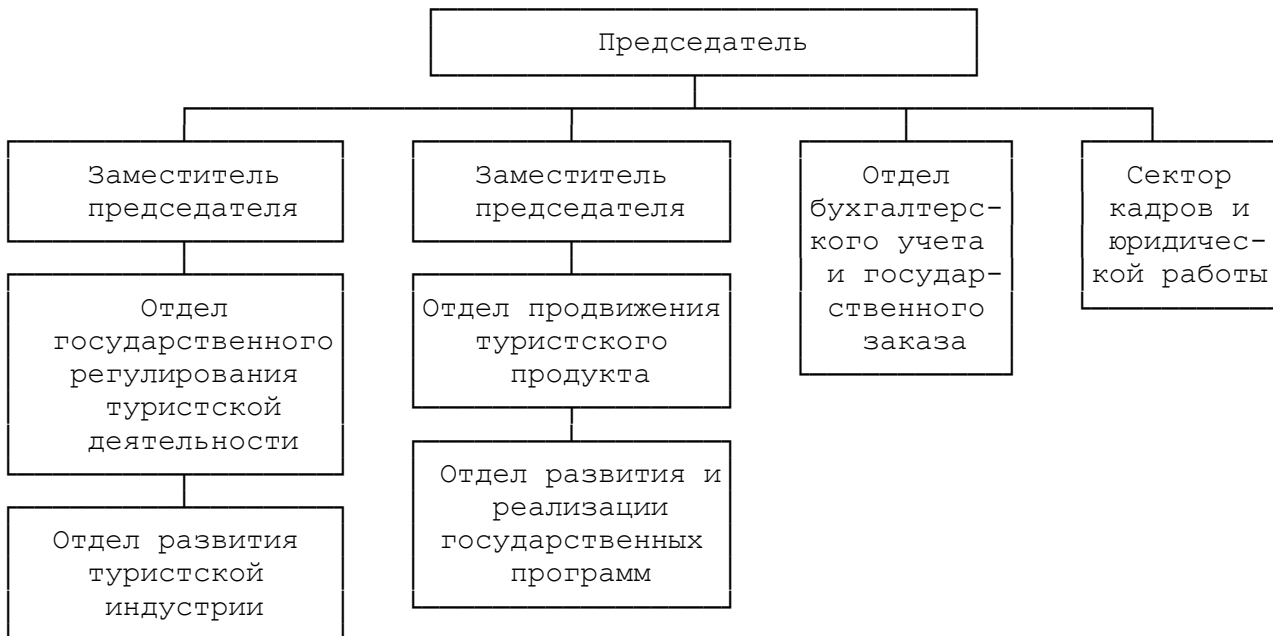 Председатель
Заместитель
председателя
Отдел
государственного
регулирования
туристской
деятельности
Отдел развития
туристской
индустрии
Заместитель
председателя
Отдел продвижения
туристского
продукта
Отдел развития и
реализации
государственных
программ
Отдел
бухгалтерс-
кого учета
и государ-
ственного
заказа
Сектор
кадров и
юридичес-
кой работы